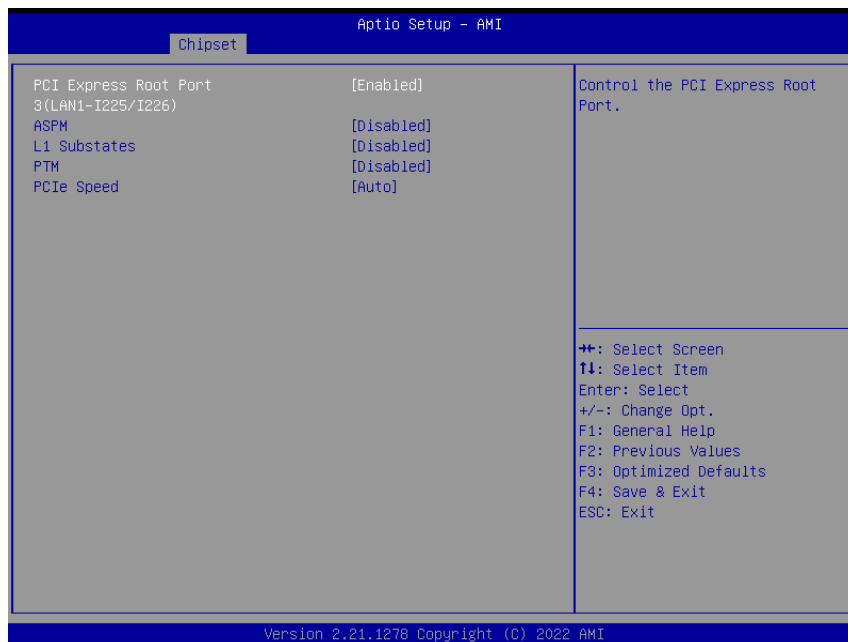 Aptio Setup – AMI
Chipset
PCI Express Root Port [Enabled]
3(LAN1-I225/I226)
ASPM [Disabled]
L1 Substates [Disabled]
PTM [Disabled]
PCIe Speed [Auto]
Control the PCI Express Root
Port.
→←: Select Screen
↑↓: Select Item
Enter: Select
+/-: Change Opt.
F1: General Help
F2: Previous Values
F3: Optimized Defaults
F4: Save & Exit
ESC: Exit
Version 2.21.1278 Copyright (C) 2022 AMI